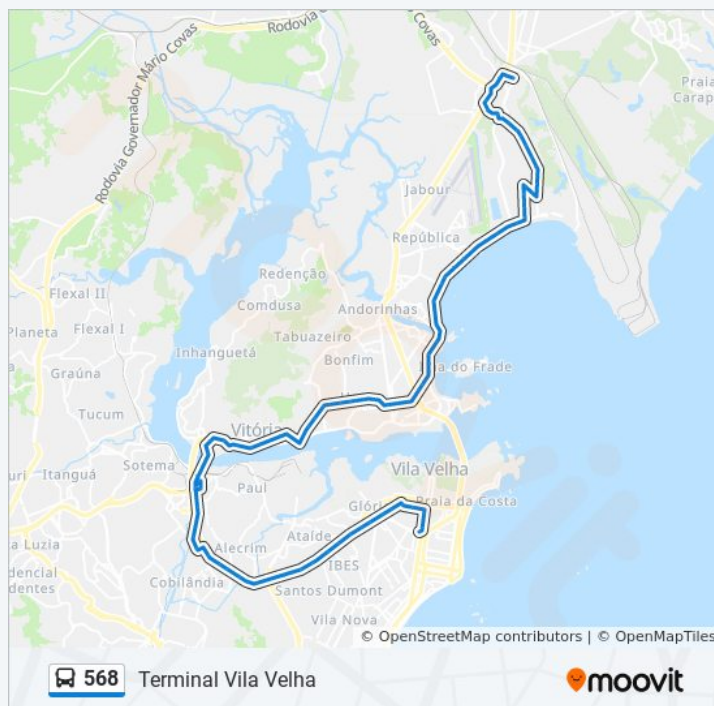 Rodovia Governador Mário Covas
Covas
Praia
Carap
Jabour
República
Redenção
Comdusa
Andorinhas
Flexal II
Planeta
Flexal I
Tabuazeiro
Inhanguetá
Bonfim
do Frade
Graúna
Tucum
Vitória
Sotema
Itanguá
Vila Velha
Paul
Glóri
Praia da Costa
Luzia
Alecrim
Ataíde
IBES
Cobilândia
dencial
dentes
Santos Dumont
Vila Nova
© OpenStreetMap contributors | © OpenMapTiles
568 Terminal Vila Velha
moovit